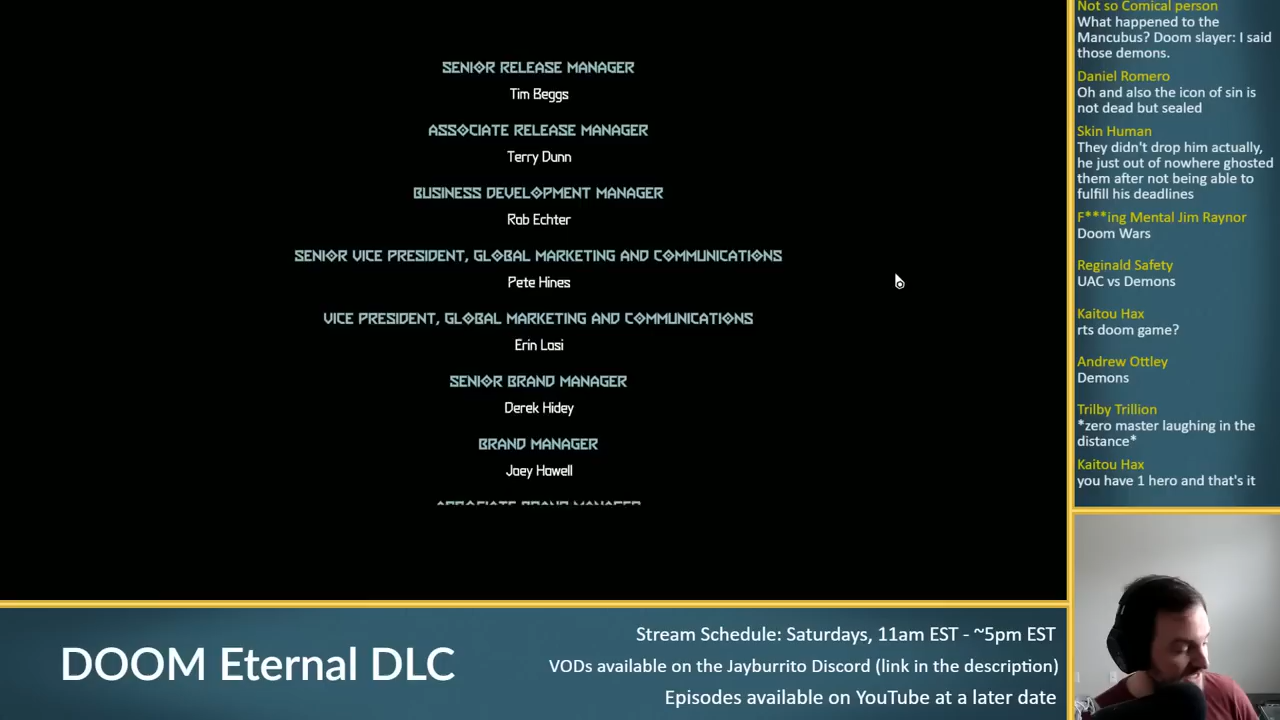 SENIOR RELEASE MANAGER
Tim Beggs
ASSOCIATE RELEASE MANAGER
Terry Dunn
BUSINESS DEVELOPMENT MANAGER
Rob Echter
SENIOR VICE PRESIDENT, GLOBAL MARKETING AND COMMUNICATIONS
Pete Hines
VICE PRESIDENT, GLOBAL MARKETING AND COMMUNICATIONS
Erin Losi
SENIOR BRAND MANAGER
Derek Hidey
BRAND MANAGER
Joey Howell
ASSOCIATE BRAND MANAGER
Not so Comical person
What happened to the
Mancubus? Doom slayer: I said
those demons.
Daniel Romero
Oh and also the icon of sin is
not dead but sealed
Skin Human
They didn't drop him actually,
he just out of nowhere ghosted
them after not being able to
fulfill his deadlines
F***ing Mental Jim Raynor
Doom Wars
Reginald Safety
UAC vs Demons
Kaitou Hax
rts doom game?
Andrew Ottley
Demons
Trilby Trillion
*zero master laughing in the
distance*
Kaitou Hax
you have 1 hero and that's it
DOOM Eternal DLC
Stream Schedule: Saturdays, 11am EST - ~5pm EST
VODs available on the Jayburrito Discord (link in the description)
Episodes available on YouTube at a later date